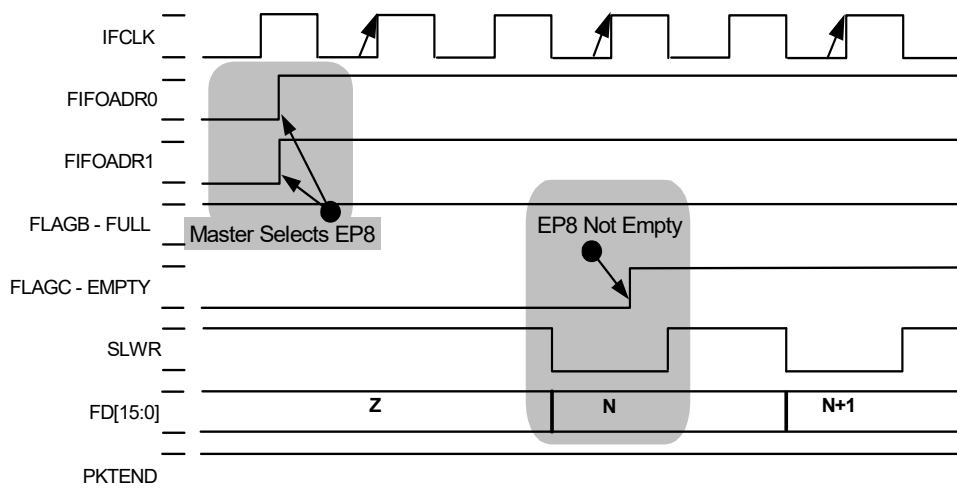 IFCLK
FIFOADR0
FIFOADR1
FLAGB - FULL
Master Selects EP8
EP8 Not Empty
FLAGC - EMPTY
SLWR
FD[15:0]
Z
N
N+1
PKTEND